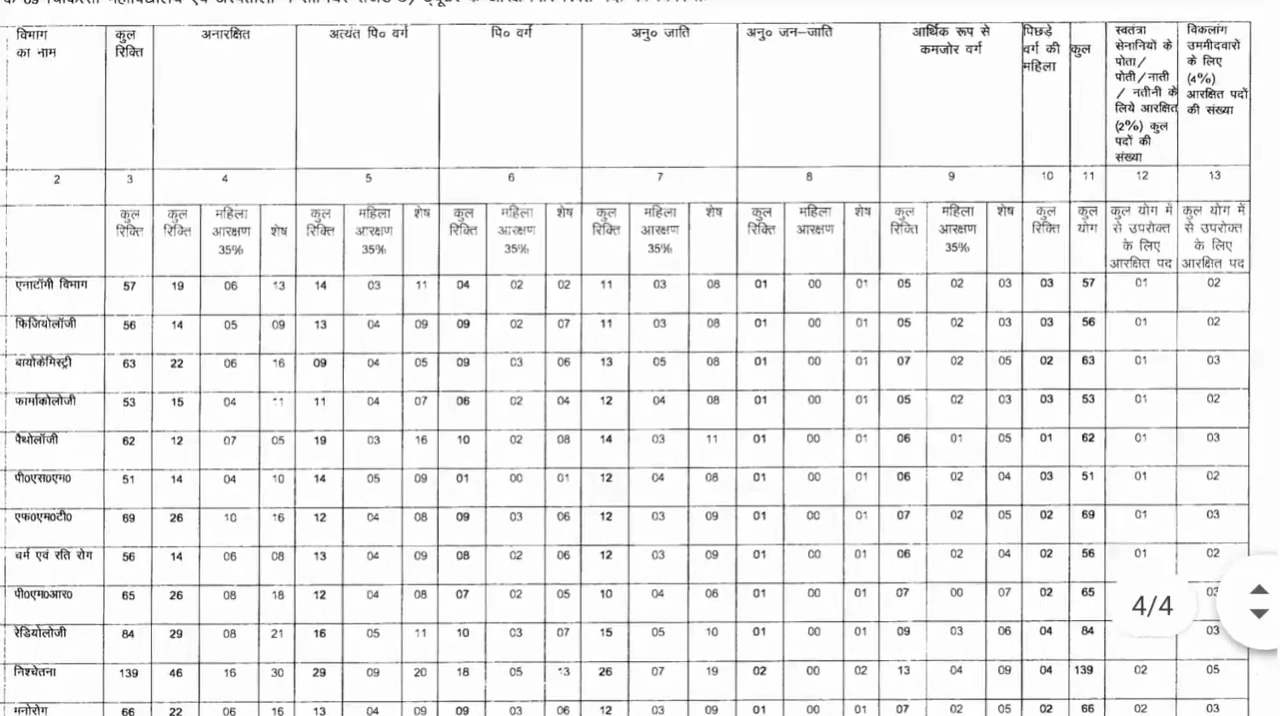 विभाग का नाम | कुल रिक्ति | अनारक्षित | अत्यंत पि० वर्ग | पि० वर्ग | अनु० जाति | अनु० जन–जाति | आर्थिक रूप से कमजोर वर्ग | पिछड़े वर्ग की महिला | कुल | स्वतंत्रा सेनानियों के पोता/ पोती/नाती / नतीनी के लिये आरक्षित (2%) कुल पदों की संख्या | विकलांग उममीदवारो के लिए (4%) आरक्षित पदों की संख्या
2 | 3 | 4 | 5 | 6 | 7 | 8 | 9 | 10 | 11 | 12 | 13
कुल रिक्ति | कुल रिक्ति | महिला आरक्षण 35% | शेष | कुल रिक्ति | महिला आरक्षण 35% | शेष | कुल रिक्ति | महिला आरक्षण 35% | शेष | कुल रिक्ति | महिला आरक्षण 35% | शेष | कुल रिक्ति | महिला आरक्षण | शेष | कुल रिक्ति | महिला आरक्षण 35% | शेष | कुल रिक्ति | कुल योग | कुल योग में से उपरोक्त के लिए आरक्षित पद | कुल योग में से उपरोक्त के लिए आरक्षित पद
एनाटॉमी विभाग | 57 | 19 | 06 | 13 | 14 | 03 | 11 | 04 | 02 | 02 | 11 | 03 | 08 | 01 | 00 | 01 | 05 | 02 | 03 | 03 | 57 | 01 | 02
फिजियोलॉजी | 56 | 14 | 05 | 09 | 13 | 04 | 09 | 09 | 02 | 07 | 11 | 03 | 08 | 01 | 00 | 01 | 05 | 02 | 03 | 03 | 56 | 01 | 02
बायोकेमिस्ट्री | 63 | 22 | 06 | 16 | 09 | 04 | 05 | 09 | 03 | 06 | 13 | 05 | 08 | 01 | 00 | 01 | 07 | 02 | 05 | 02 | 63 | 01 | 03
फार्माकोलोजी | 53 | 15 | 04 | 11 | 11 | 04 | 07 | 06 | 02 | 04 | 12 | 04 | 08 | 01 | 00 | 01 | 05 | 02 | 03 | 03 | 53 | 01 | 02
पैथोलॉजी | 62 | 12 | 07 | 05 | 19 | 03 | 16 | 10 | 02 | 08 | 14 | 03 | 11 | 01 | 00 | 01 | 06 | 01 | 05 | 01 | 62 | 01 | 03
पी०एस०एम० | 51 | 14 | 04 | 10 | 14 | 05 | 09 | 01 | 00 | 01 | 12 | 04 | 08 | 01 | 00 | 01 | 06 | 02 | 04 | 03 | 51 | 01 | 02
एफ०एम०टी० | 69 | 26 | 10 | 16 | 12 | 04 | 08 | 09 | 03 | 06 | 12 | 03 | 09 | 01 | 00 | 01 | 07 | 02 | 05 | 02 | 69 | 01 | 03
चर्म एवं रति रोग | 56 | 14 | 06 | 08 | 13 | 04 | 09 | 08 | 02 | 06 | 12 | 03 | 09 | 01 | 00 | 01 | 06 | 02 | 04 | 02 | 56 | 01 | 02
पी०एम०आर० | 65 | 26 | 08 | 18 | 12 | 04 | 08 | 07 | 02 | 05 | 10 | 04 | 06 | 01 | 00 | 01 | 07 | 00 | 07 | 02 | 65 | 03
4/4
रेडियोलोजी | 84 | 29 | 08 | 21 | 16 | 05 | 11 | 10 | 03 | 07 | 15 | 05 | 10 | 01 | 00 | 01 | 09 | 03 | 06 | 04 | 84 | 03
निश्चेतना | 139 | 46 | 16 | 30 | 29 | 09 | 20 | 18 | 05 | 13 | 26 | 07 | 19 | 02 | 00 | 02 | 13 | 04 | 09 | 04 | 139 | 02 | 05
मनोरोग | 66 | 22 | 06 | 16 | 13 | 04 | 09 | 09 | 03 | 06 | 12 | 03 | 09 | 01 | 00 | 01 | 07 | 02 | 05 | 02 | 66 | 02 | 03